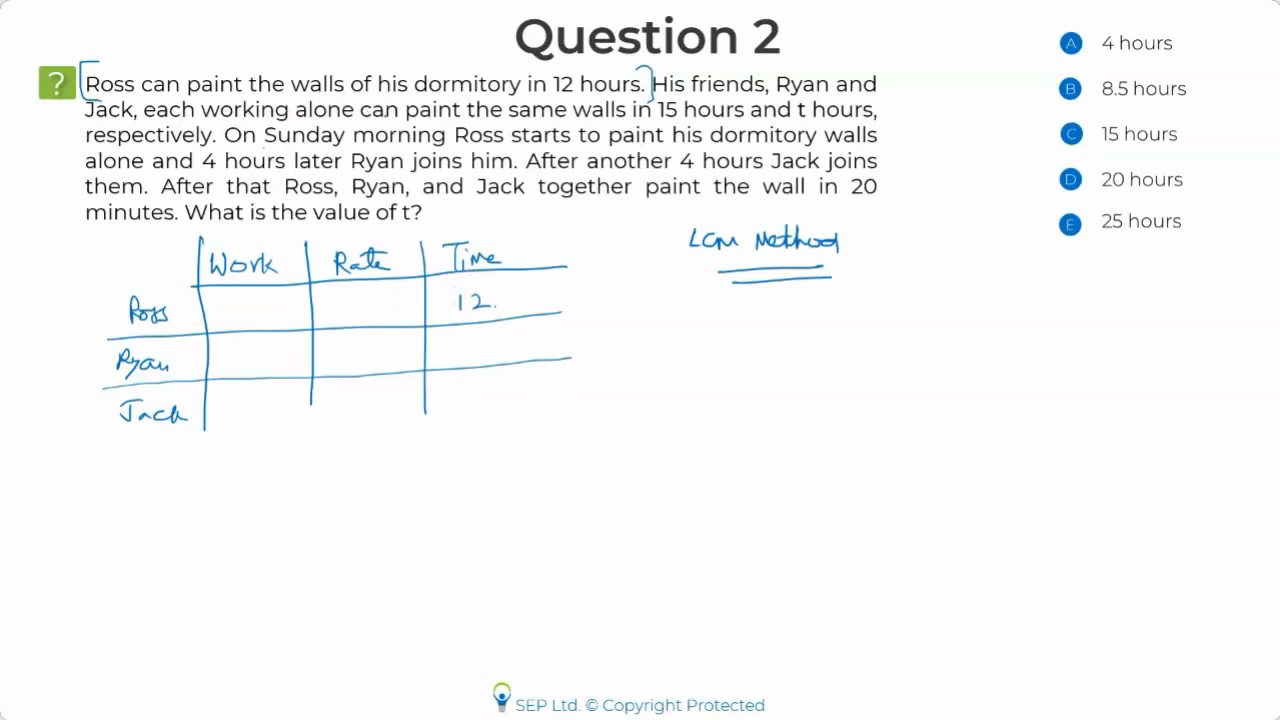 Question 2
? Ross can paint the walls of his dormitory in 12 hours. His friends, Ryan and
Jack, each working alone can paint the same walls in 15 hours and t hours,
respectively. On Sunday morning Ross starts to paint his dormitory walls
alone and 4 hours later Ryan joins him. After another 4 hours Jack joins
them. After that Ross, Ryan, and Jack together paint the wall in 20
minutes. What is the value of t?
A 4 hours
B 8.5 hours
C 15 hours
D 20 hours
E 25 hours
LCM Method
Work Rate Time
Ross 12.
Ryan
Jack
SEP Ltd. © Copyright Protected